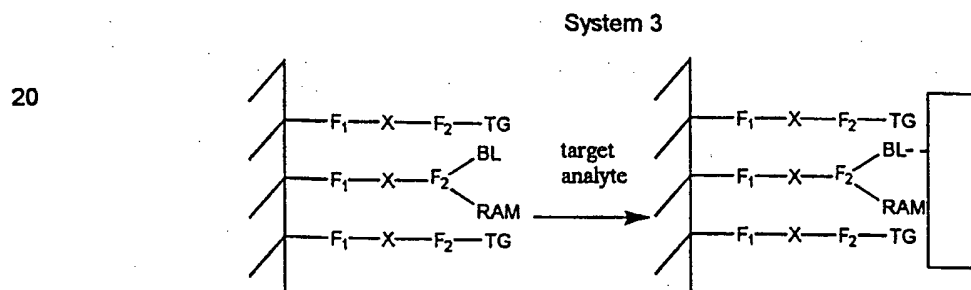 System 3
20
F₁—X—F₂—TG F₁—X—F₂—TG
BL target BL
F₁—X—F₂ analyte F₁—X—F₂
RAM RAM
F₁—X—F₂—TG F₁—X—F₂—TG